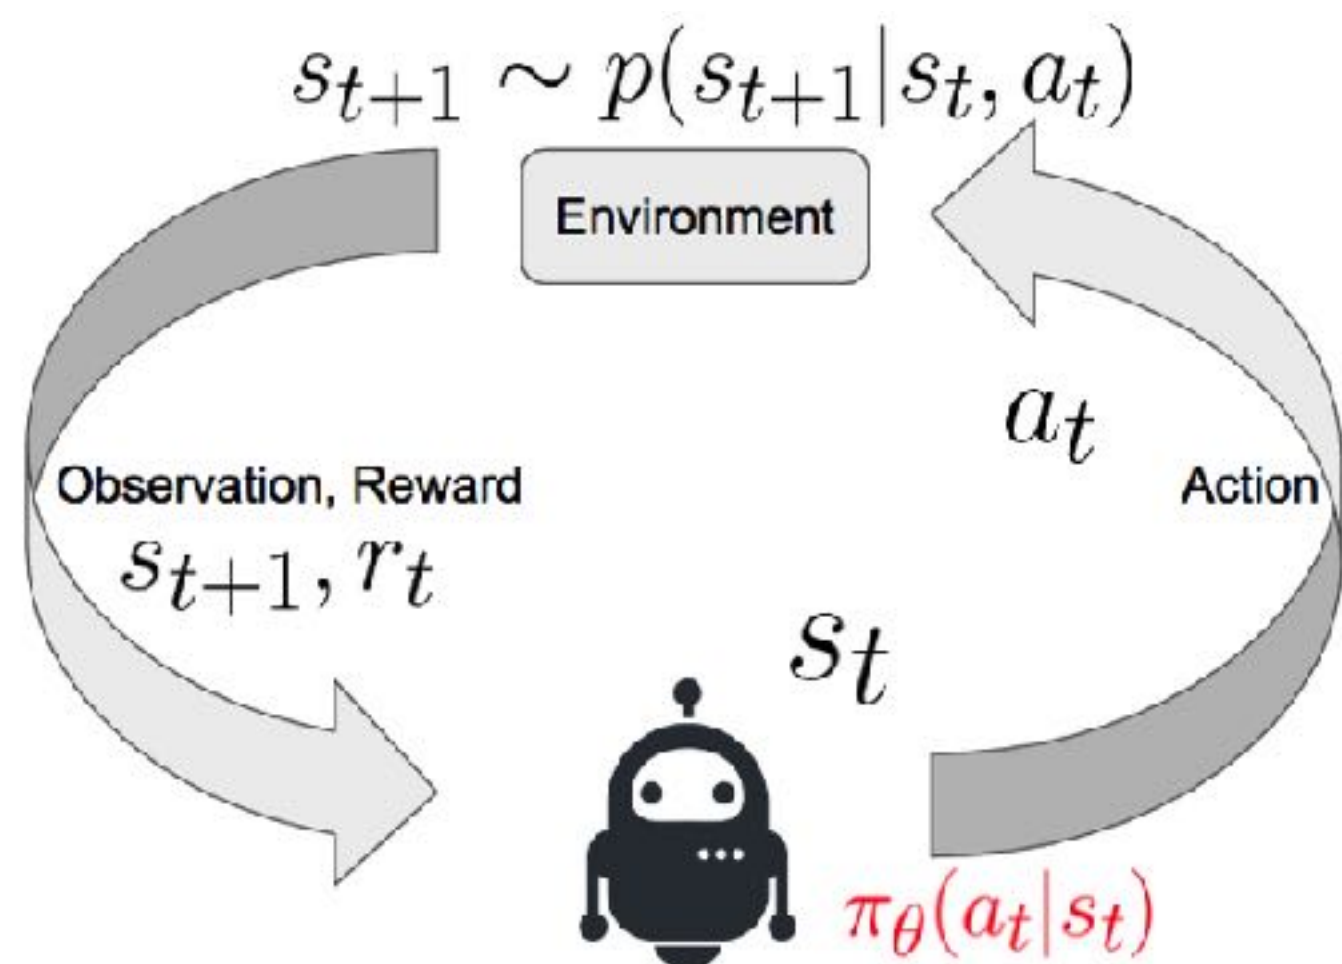 s_{t+1} ∼ p(s_{t+1}|s_t, a_t)
Environment
a_t
Observation, Reward
Action
s_{t+1}, r_t
s_t
π_θ(a_t|s_t)